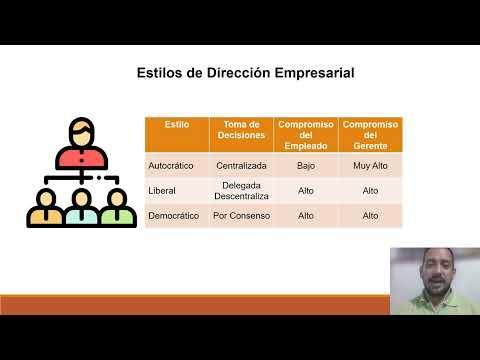 Estilos de Dirección Empresarial
Estilo
Toma de
Decisiones
Compromiso
del
Empleado
Compromiso
del
Gerente
Autocrático
Centralizada
Bajo
Muy Alto
Liberal
Delegada
Descentraliza
Alto
Alto
Democrático
Por Consenso
Alto
Alto